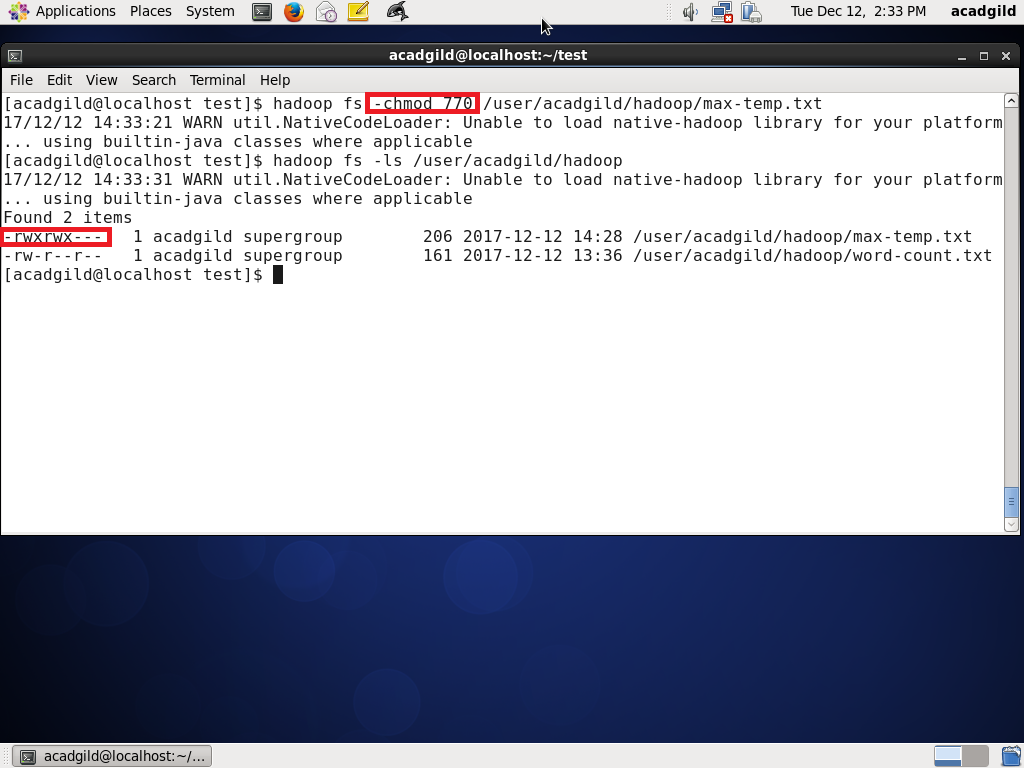 Applications Places System Tue Dec 12, 2:33 PM acadgild
acadgild@localhost:~/test
File Edit View Search Terminal Help
[acadgild@localhost test]$ hadoop fs -chmod 770 /user/acadgild/hadoop/max-temp.txt
17/12/12 14:33:21 WARN util.NativeCodeLoader: Unable to load native-hadoop library for your platform
... using builtin-java classes where applicable
[acadgild@localhost test]$ hadoop fs -ls /user/acadgild/hadoop
17/12/12 14:33:31 WARN util.NativeCodeLoader: Unable to load native-hadoop library for your platform
... using builtin-java classes where applicable
Found 2 items
-rwxrwx--- 1 acadgild supergroup 206 2017-12-12 14:28 /user/acadgild/hadoop/max-temp.txt
-rw-r--r-- 1 acadgild supergroup 161 2017-12-12 13:36 /user/acadgild/hadoop/word-count.txt
[acadgild@localhost test]$
acadgild@localhost:~/...